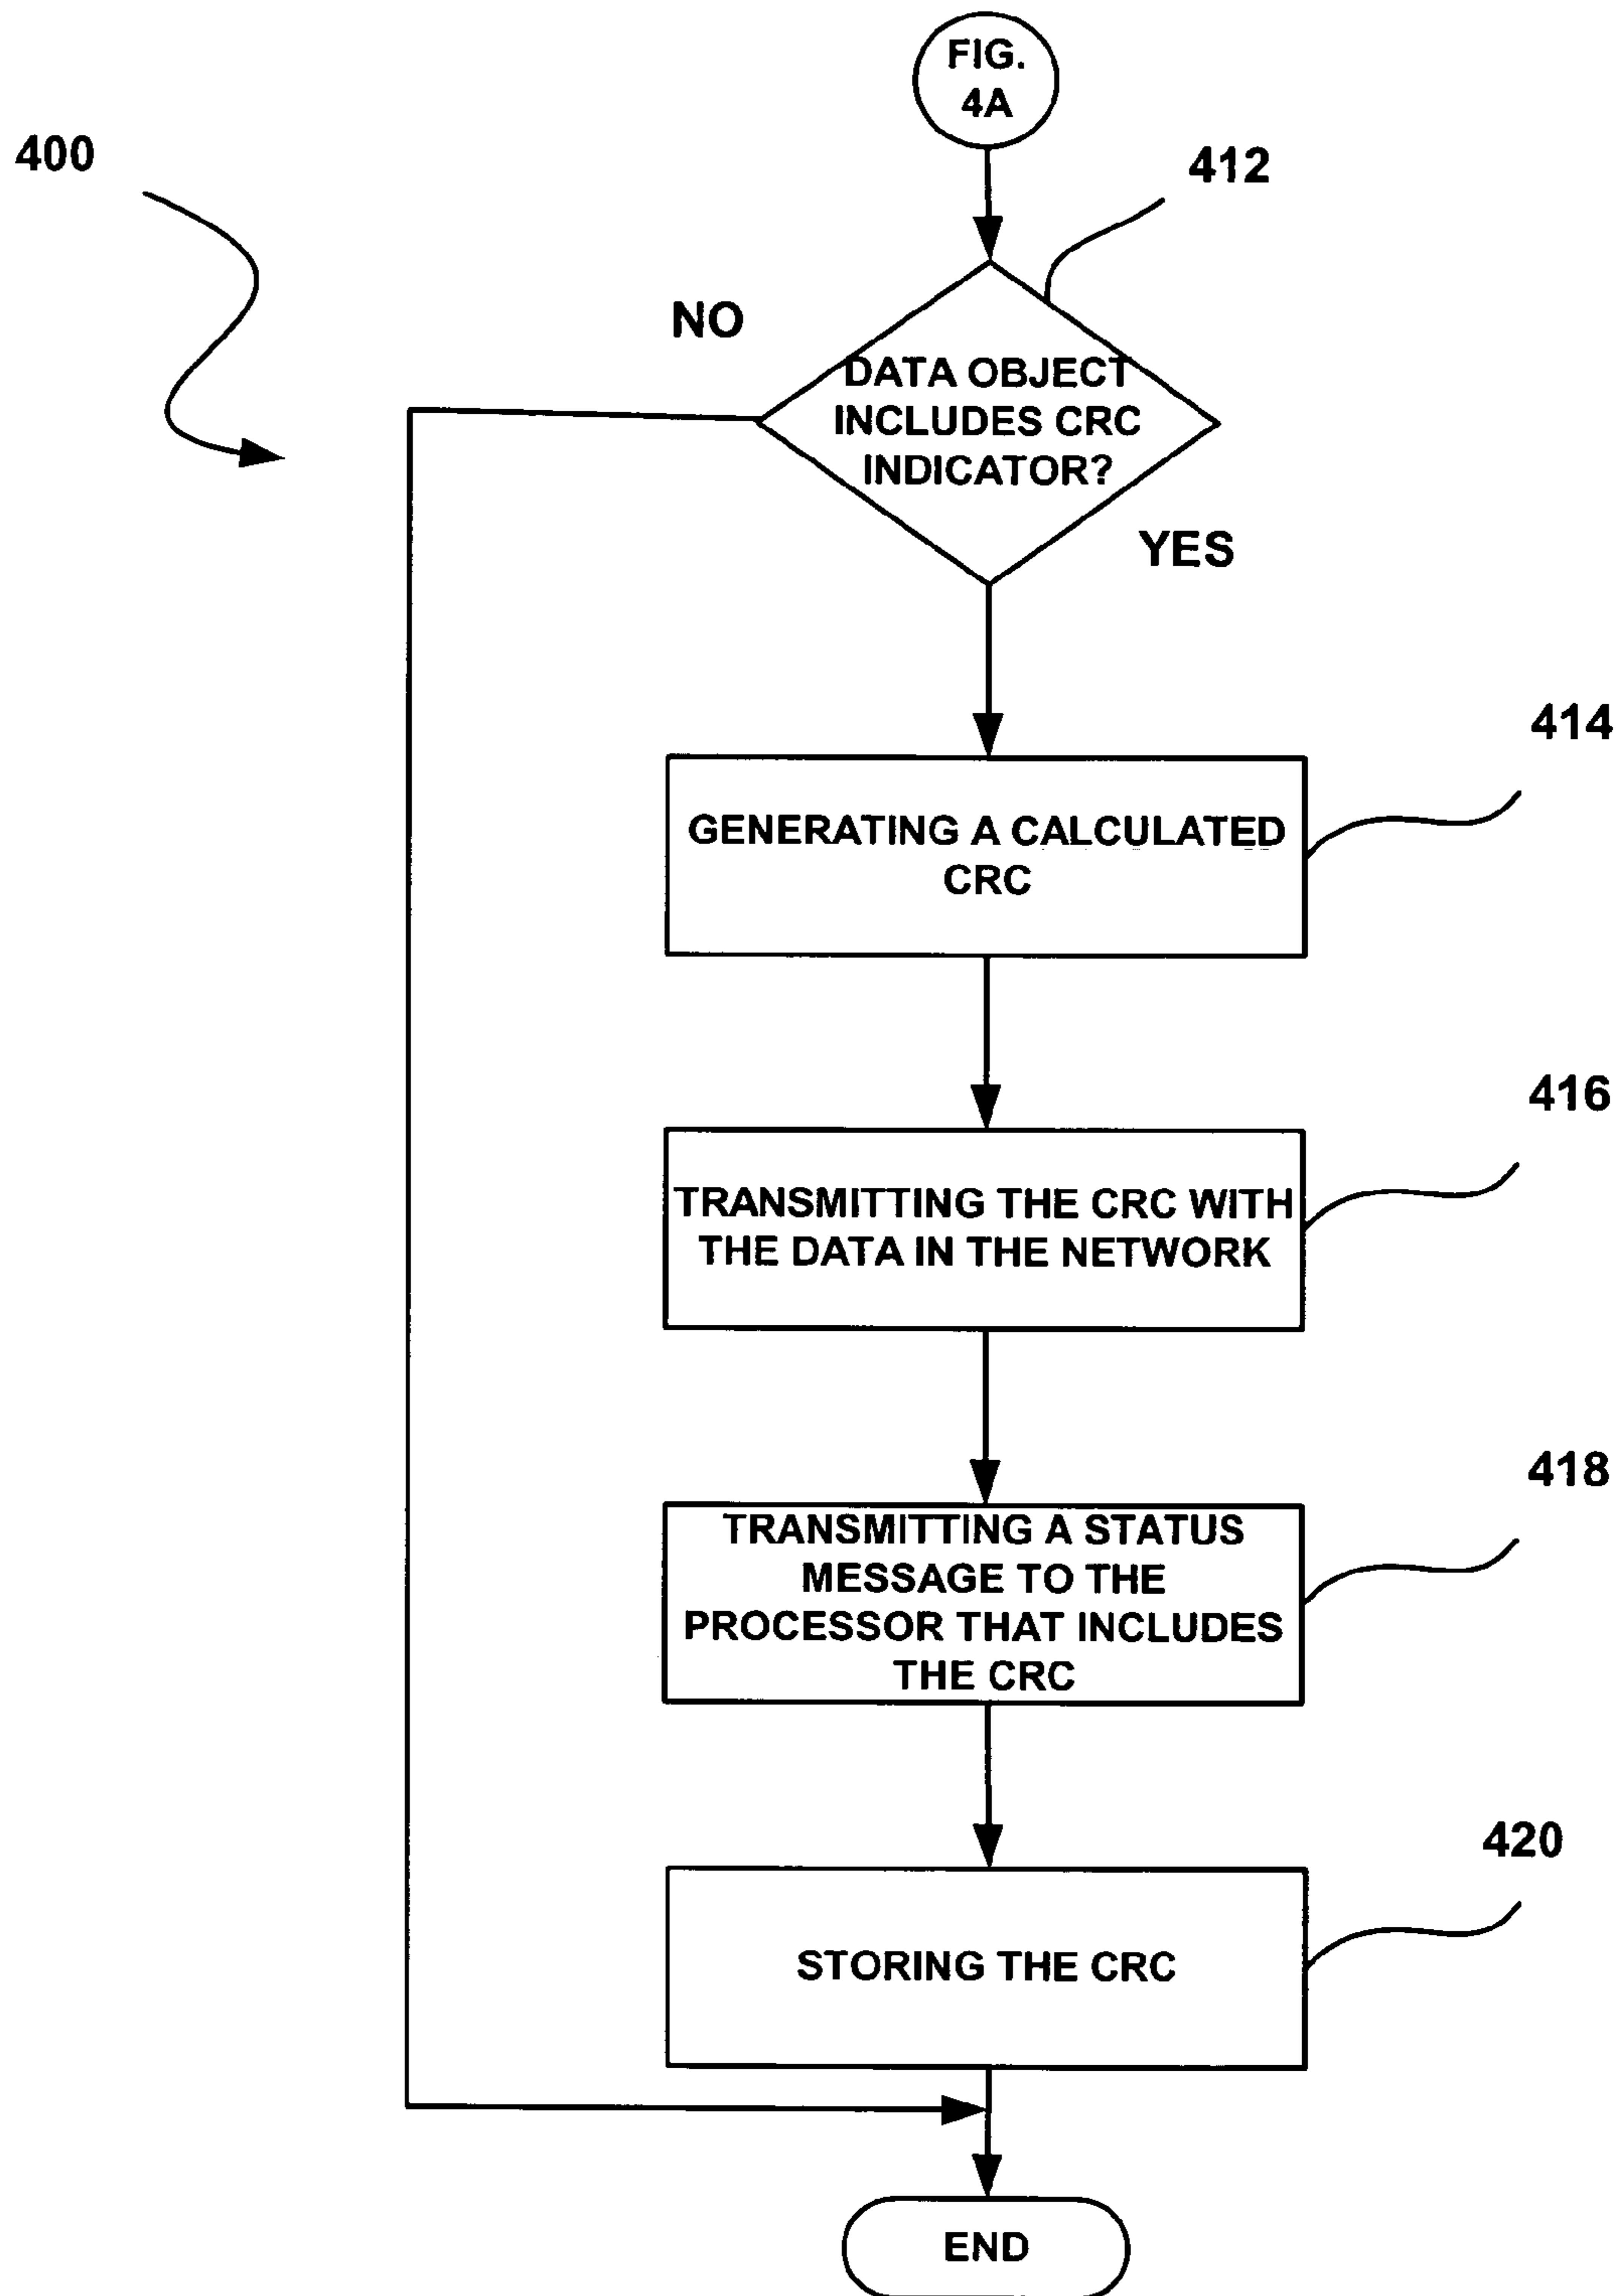 FIG.
4A
400
412
NO
DATA OBJECT
INCLUDES CRC
INDICATOR?
YES
414
GENERATING A CALCULATED
CRC
416
TRANSMITTING THE CRC WITH
THE DATA IN THE NETWORK
418
TRANSMITTING A STATUS
MESSAGE TO THE
PROCESSOR THAT INCLUDES
THE CRC
420
STORING THE CRC
END